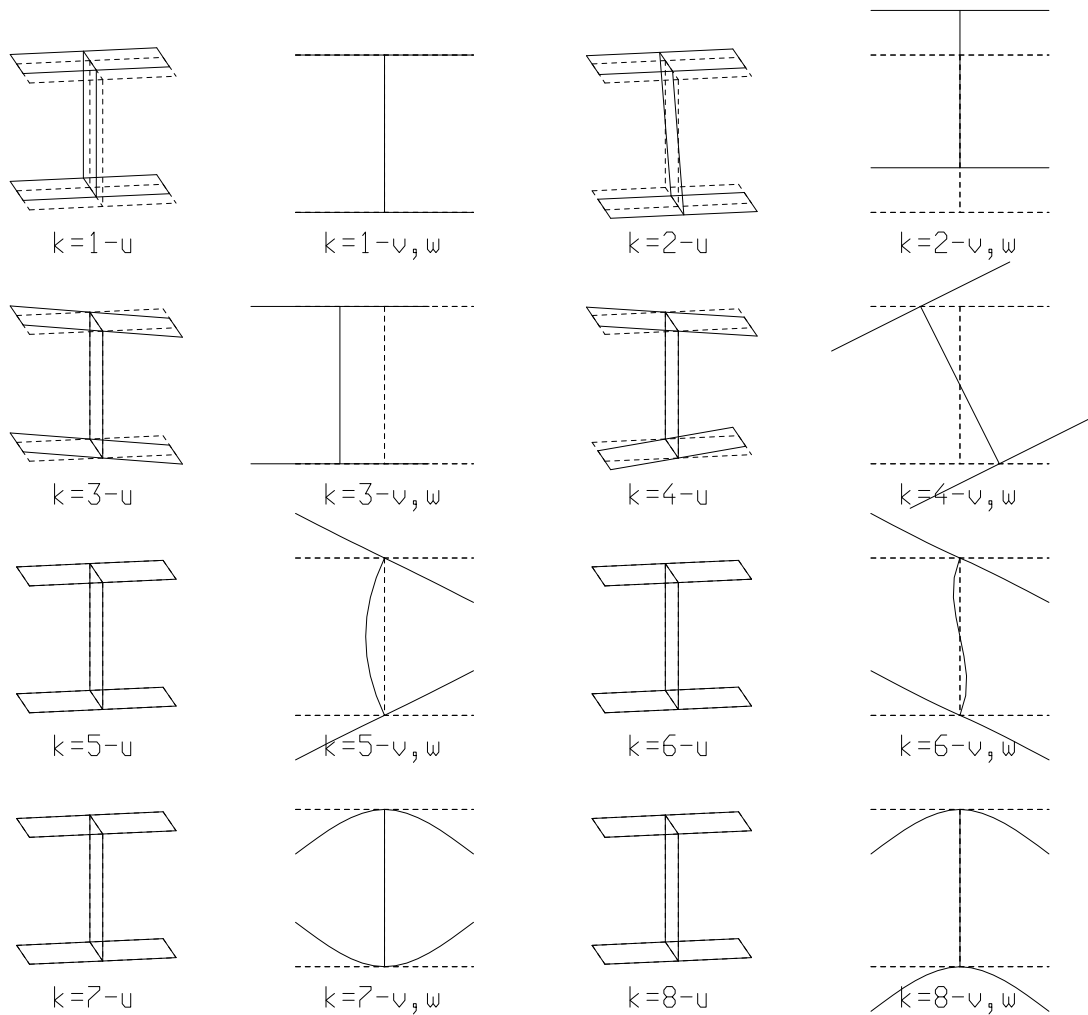 k=1-u k=1-v,w k=2-u k=2-v,w
k=3-u k=3-v,w k=4-u k=4-v,w
k=5-u k=5-v,w k=6-u k=6-v,w
k=7-u k=7-v,w k=8-u k=8-v,w